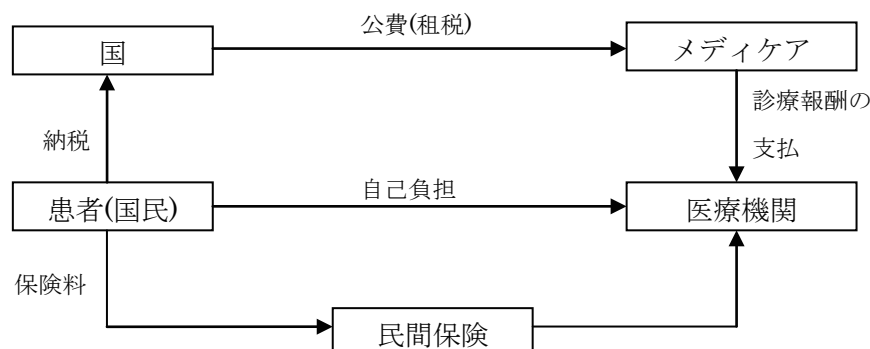 公費(租税)
国
メディケア
納税
診療報酬の
支払
患者(国民)
自己負担
医療機関
保険料
民間保険